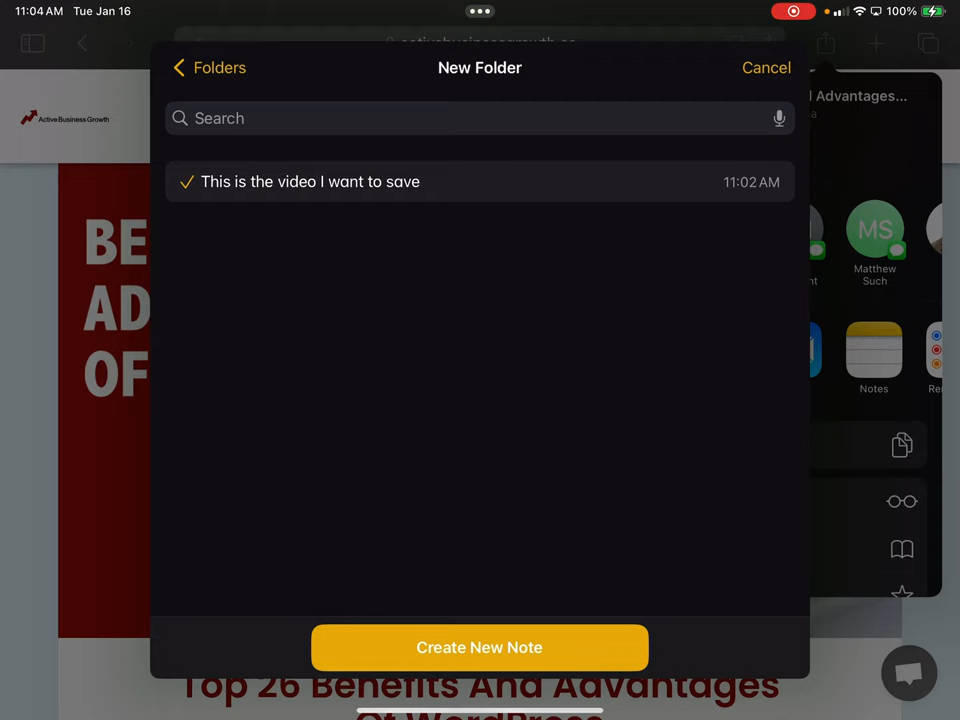 11:04 AM Tue Jan 16
100%
Folders
New Folder
Cancel
Search
This is the video I want to save
11:02 AM
Create New Note
Advantages...
Matthew
Such
MS
Notes
Active Business Growth
BE
AD
OF
Top 26 Benefits And Advantages
Of WordPress